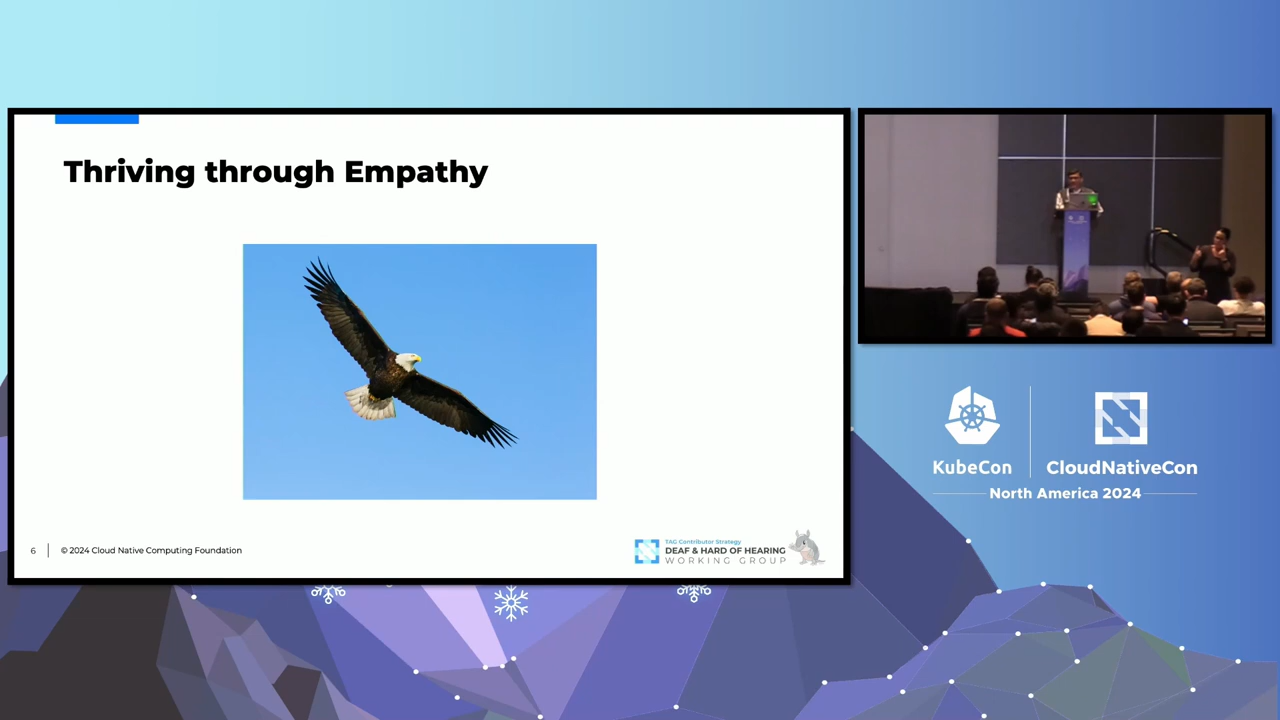 Thriving through Empathy
6
© 2024 Cloud Native Computing Foundation
TAG Contributor Strategy
DEAF & HARD OF HEARING
WORKING GROUP
KubeCon
CloudNativeCon
North America 2024